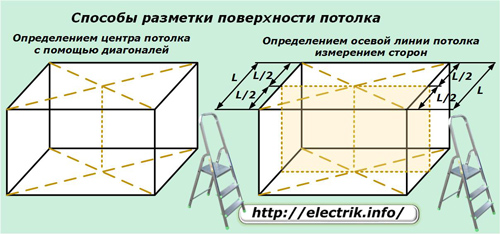 Способы разметки поверхности потолка
Определением центра потолка
с помощью диагоналей
Определением осевой линии потолка
измерением сторон
L
L/2
L/2
L/2
L/2
L
http://electrik.info/